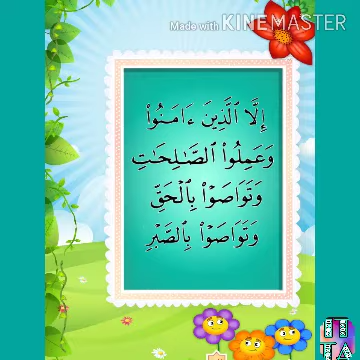 Made with KINEMASTER
إِلَّا ٱلَّذِينَ ءَامَنُوا۟
وَعَمِلُوا۟ ٱلصَّـٰلِحَـٰتِ
وَتَوَاصَوْا۟ بِٱلْحَقِّ
وَتَوَاصَوْا۟ بِٱلصَّبْرِ